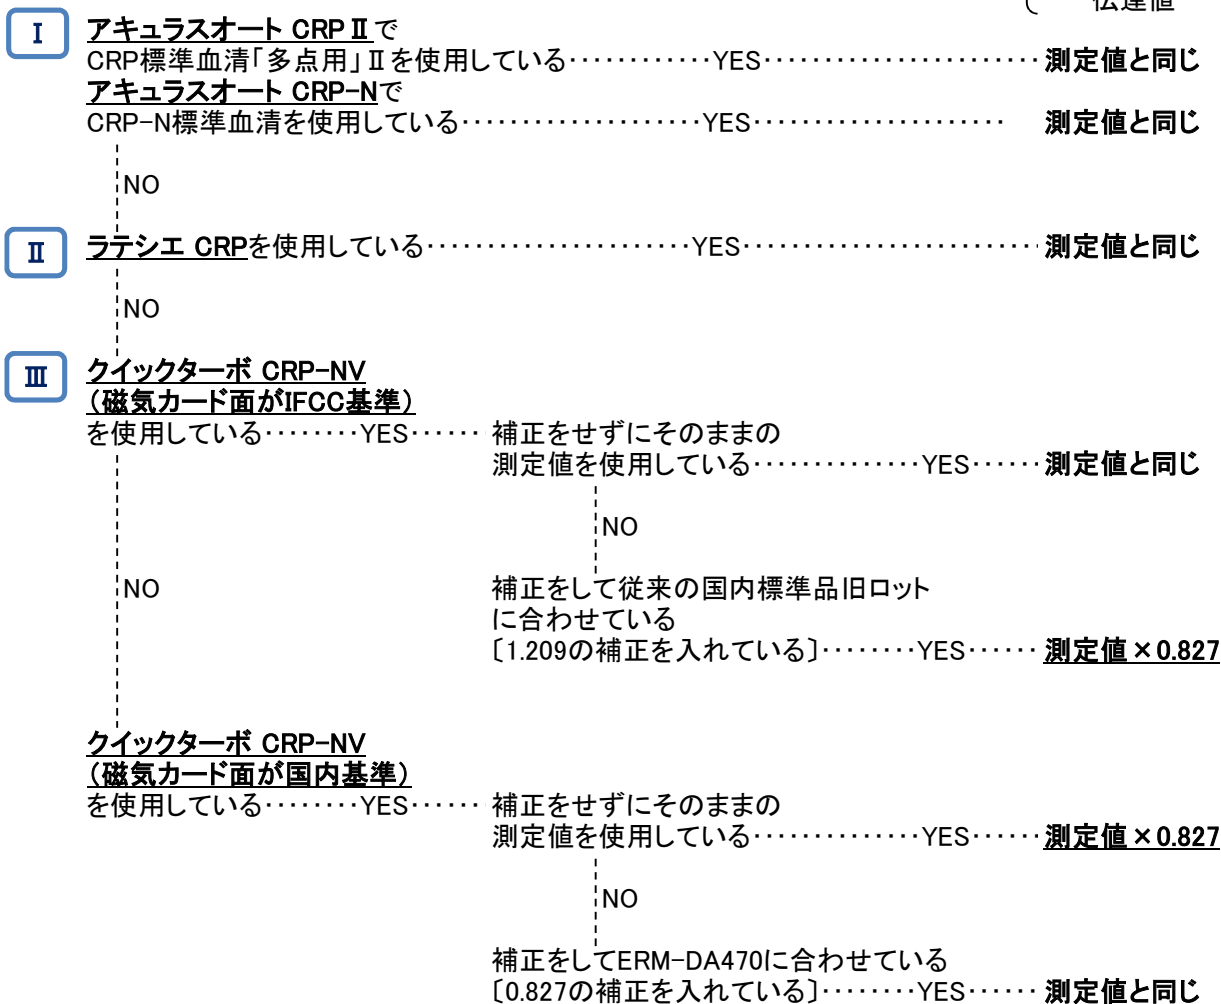 伝達値
Ⅰ アキュラスオート CRPⅡで
CRP標準血清「多点用」Ⅱを使用している············YES·······················測定値と同じ
アキュラスオート CRP-Nで
CRP-N標準血清を使用している····················YES····················· 測定値と同じ
NO
Ⅱ ラテシエ CRPを使用している······················YES·························測定値と同じ
NO
Ⅲ クイックターボ CRP-NV
(磁気カード面がIFCC基準)
を使用している········YES······ 補正をせずにそのままの
測定値を使用している··············YES······測定値と同じ
NO
NO 補正をして従来の国内標準品旧ロット
に合わせている
〔1.209の補正を入れている〕········YES······測定値×0.827
クイックターボ CRP-NV
(磁気カード面が国内基準)
を使用している········YES······ 補正をせずにそのままの
測定値を使用している··············YES······測定値×0.827
NO
補正をしてERM-DA470に合わせている
〔0.827の補正を入れている〕········YES······測定値と同じ